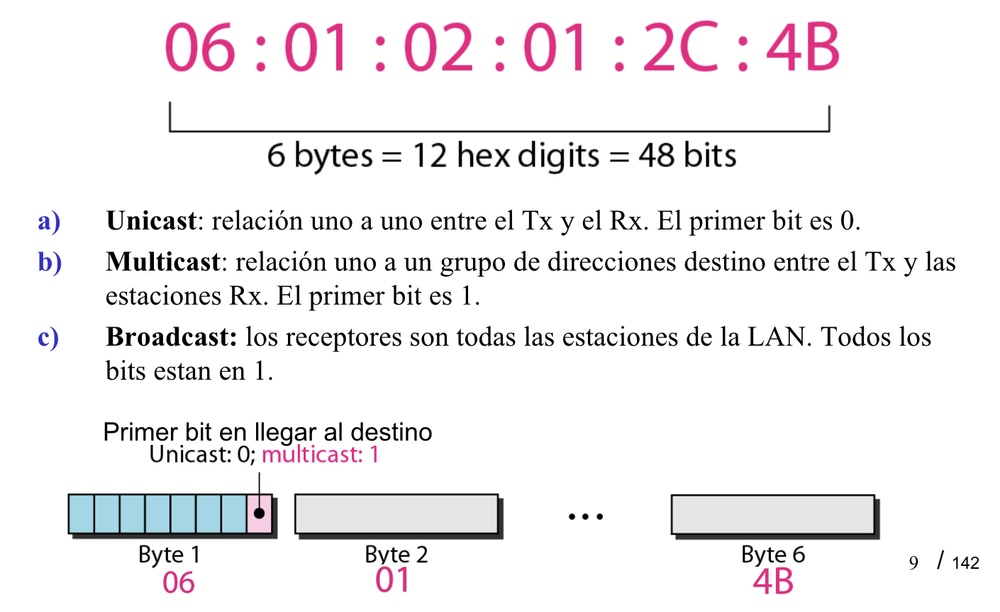 06 : 01 : 02 : 01 : 2C : 4B
6 bytes = 12 hex digits = 48 bits
a) Unicast: relación uno a uno entre el Tx y el Rx. El primer bit es 0.
b) Multicast: relación uno a un grupo de direcciones destino entre el Tx y las
estaciones Rx. El primer bit es 1.
c) Broadcast: los receptores son todas las estaciones de la LAN. Todos los
bits estan en 1.
Primer bit en llegar al destino
Unicast: 0; multicast: 1
...
Byte 1 Byte 2 Byte 6
06 01 4B
9 / 142